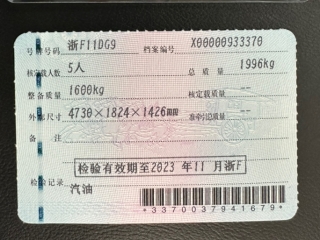 号牌号码 浙F11DG9 档案编号 X00000933370
核定载人数 5人 总质量 1996kg
整备质量 1600kg 核定载质量 --
外廓尺寸 4730×1824×1426mm 准牵引总质量 --
备注
检验有效期至2023 年 11 月浙F
检验记录 汽油
*3370037941679*